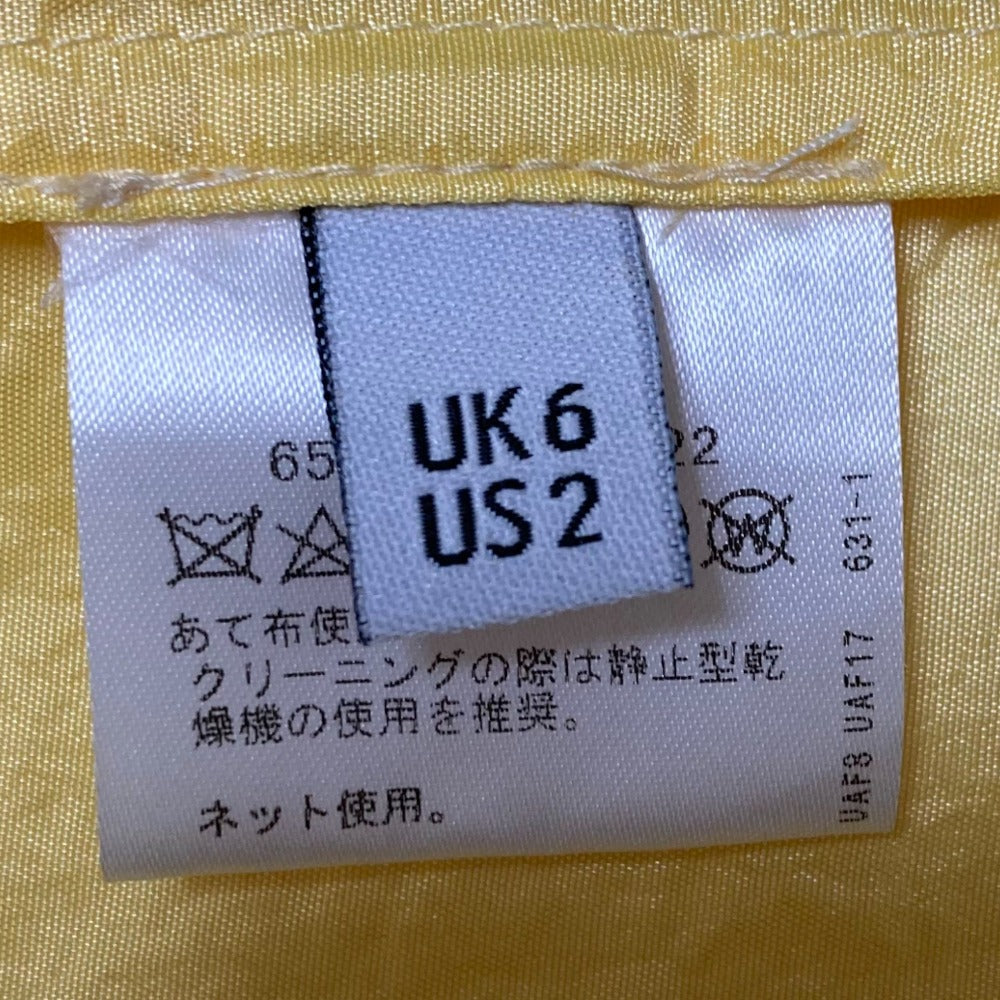 UK 6
US 2
65 22
W
あて布使
クリーニングの際は静止型乾
燥機の使用を推奨。
ネット使用。
UAF8 UAF17 631-1